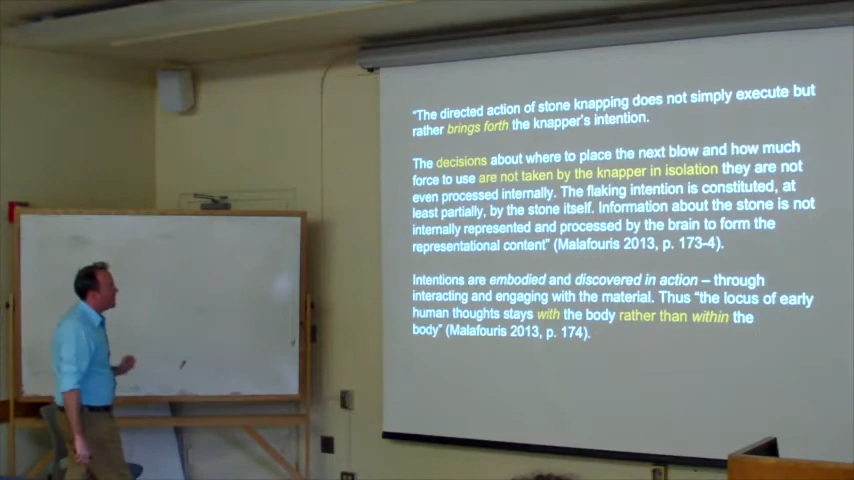 “The directed action of stone knapping does not simply execute but
rather brings forth the knapper's intention.
The decisions about where to place the next blow and how much
force to use are not taken by the knapper in isolation they are not
even processed internally. The flaking intention is constituted, at
least partially, by the stone itself. Information about the stone is not
internally represented and processed by the brain to form the
representational content” (Malafouris 2013, p. 173-4).
Intentions are embodied and discovered in action – through
interacting and engaging with the material. Thus “the locus of early
human thoughts stays with the body rather than within the
body” (Malafouris 2013, p. 174).